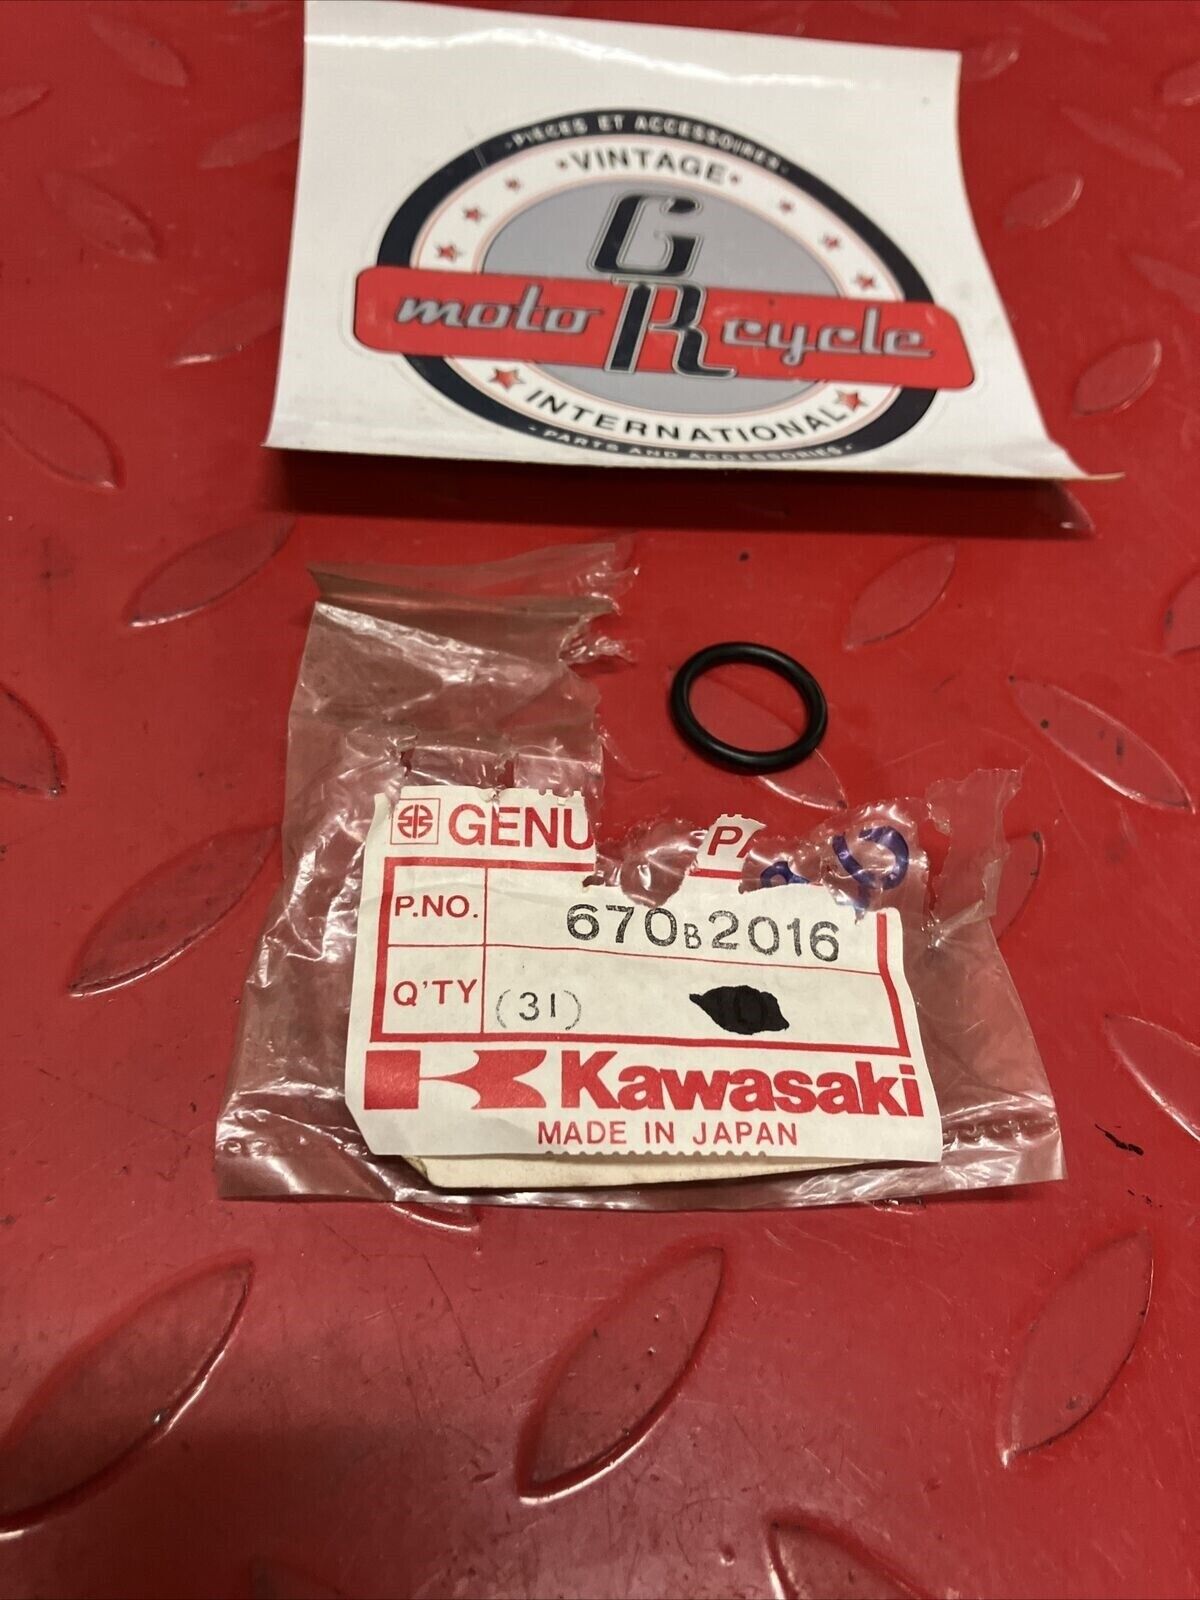 ·PIECES ET ACCESSOIRES·
·VINTAGE·
GR
moto cycle
INTERNATIONAL
·PARTS AND ACCESSORIES·
GENU PA
P.NO. 670B2016
Q'TY (31)
Kawasaki
MADE IN JAPAN